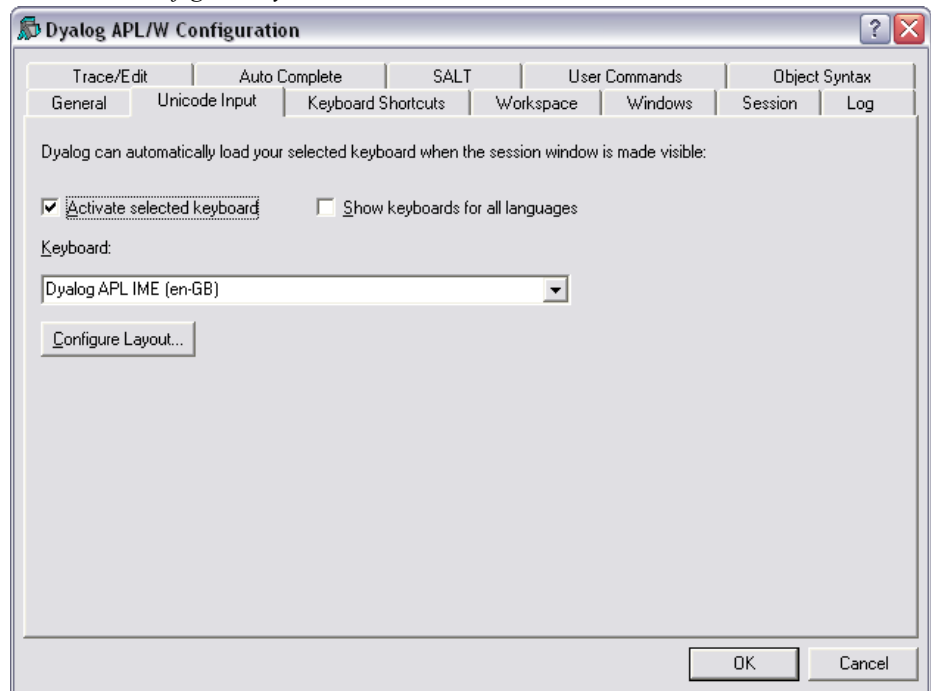 Dyalog APL/W Configuration
Trace/Edit Auto Complete SALT User Commands Object Syntax
General Unicode Input Keyboard Shortcuts Workspace Windows Session Log
Dyalog can automatically load your selected keyboard when the session window is made visible:
Activate selected keyboard Show keyboards for all languages
Keyboard:
Dyalog APL IME (en-GB)
Configure Layout...
OK Cancel